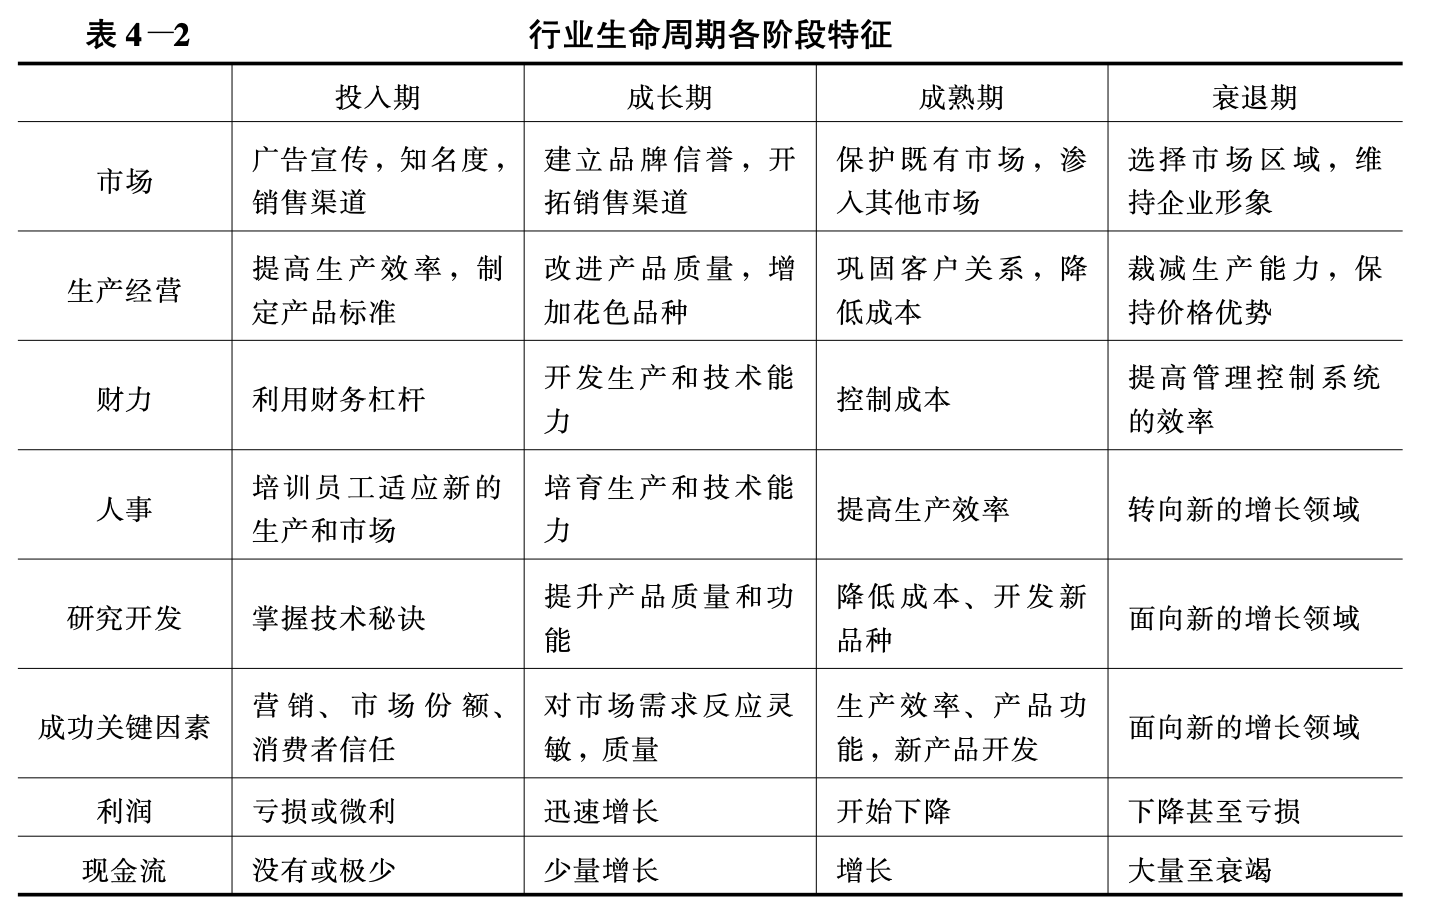 表 4—2 行业生命周期各阶段特征
投入期 成长期 成熟期 衰退期
市场 广告宣传，知名度，销售渠道 建立品牌信誉，开拓销售渠道 保护既有市场，渗入其他市场 选择市场区域，维持企业形象
生产经营 提高生产效率，制定产品标准 改进产品质量，增加花色品种 巩固客户关系，降低成本 裁减生产能力，保持价格优势
财力 利用财务杠杆 开发生产和技术能力 控制成本 提高管理控制系统的效率
人事 培训员工适应新的生产和市场 培育生产和技术能力 提高生产效率 转向新的增长领域
研究开发 掌握技术秘诀 提升产品质量和功能 降低成本、开发新品种 面向新的增长领域
成功关键因素 营销、市场份额、消费者信任 对市场需求反应灵敏，质量 生产效率、产品功能，新产品开发 面向新的增长领域
利润 亏损或微利 迅速增长 开始下降 下降甚至亏损
现金流 没有或极少 少量增长 增长 大量至衰竭